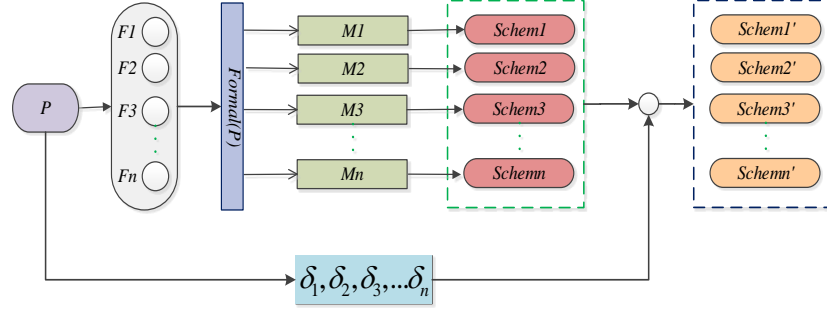 P
F1
F2
F3
Fn
Formal(P)
M1
M2
M3
Mn
Schem1
Schem2
Schem3
Schemn
Schem1'
Schem2'
Schem3'
Schemn'
δ₁,δ₂,δ₃,...δₙ